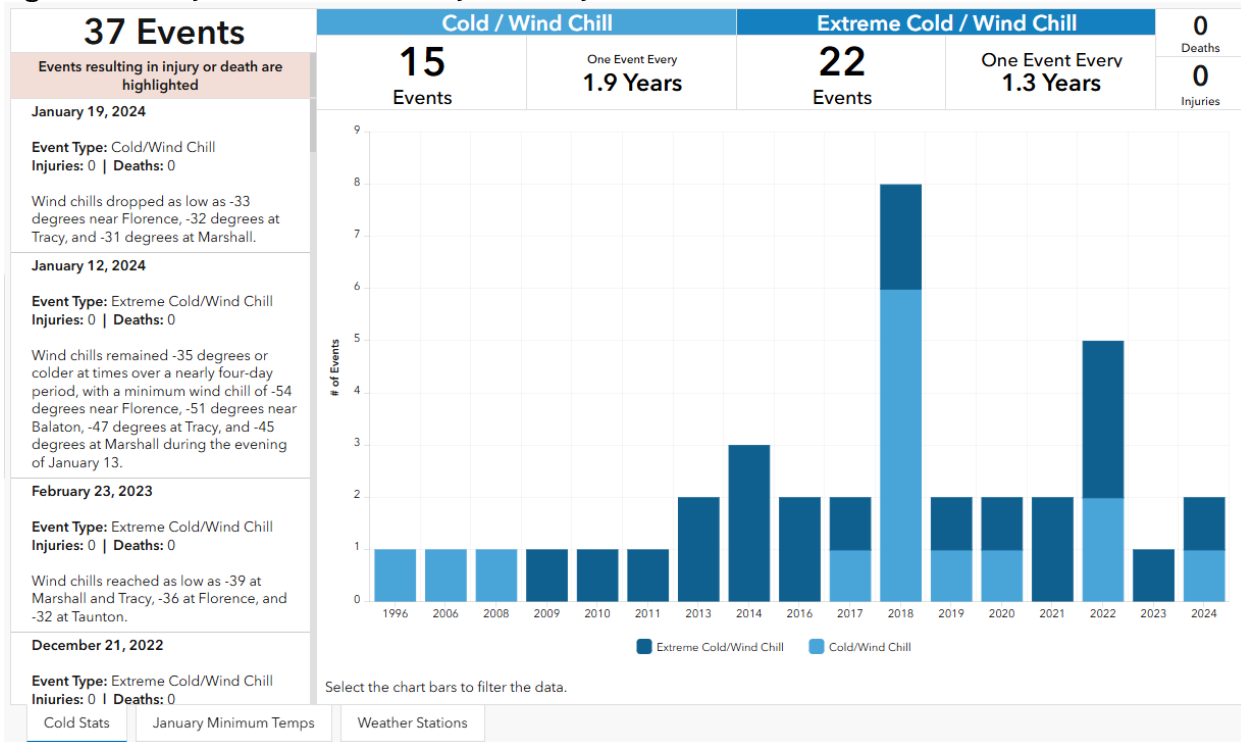 37 Events
Events resulting in injury or death are
highlighted
January 19, 2024
Event Type: Cold/Wind Chill
Injuries: 0 | Deaths: 0
Wind chills dropped as low as -33
degrees near Florence, -32 degrees at
Tracy, and -31 degrees at Marshall.
January 12, 2024
Event Type: Extreme Cold/Wind Chill
Injuries: 0 | Deaths: 0
Wind chills remained -35 degrees or
colder at times over a nearly four-day
period, with a minimum wind chill of -54
degrees near Florence, -51 degrees near
Balaton, -47 degrees at Tracy, and -45
degrees at Marshall during the evening
of January 13.
February 23, 2023
Event Type: Extreme Cold/Wind Chill
Injuries: 0 | Deaths: 0
Wind chills reached as low as -39 at
Marshall and Tracy, -36 at Florence, and
-32 at Taunton.
December 21, 2022
Event Type: Extreme Cold/Wind Chill
Injuries: 0 | Deaths: 0
Cold / Wind Chill
15
Events
One Event Every
1.9 Years
Extreme Cold / Wind Chill
22
Events
One Event Every
1.3 Years
0
Deaths
0
Injuries
# of Events
9
8
7
6
5
4
3
2
1
0
1996 2006 2008 2009 2010 2011 2013 2014 2016 2017 2018 2019 2020 2021 2022 2023 2024
Extreme Cold/Wind Chill Cold/Wind Chill
Select the chart bars to filter the data.
Cold Stats January Minimum Temps Weather Stations